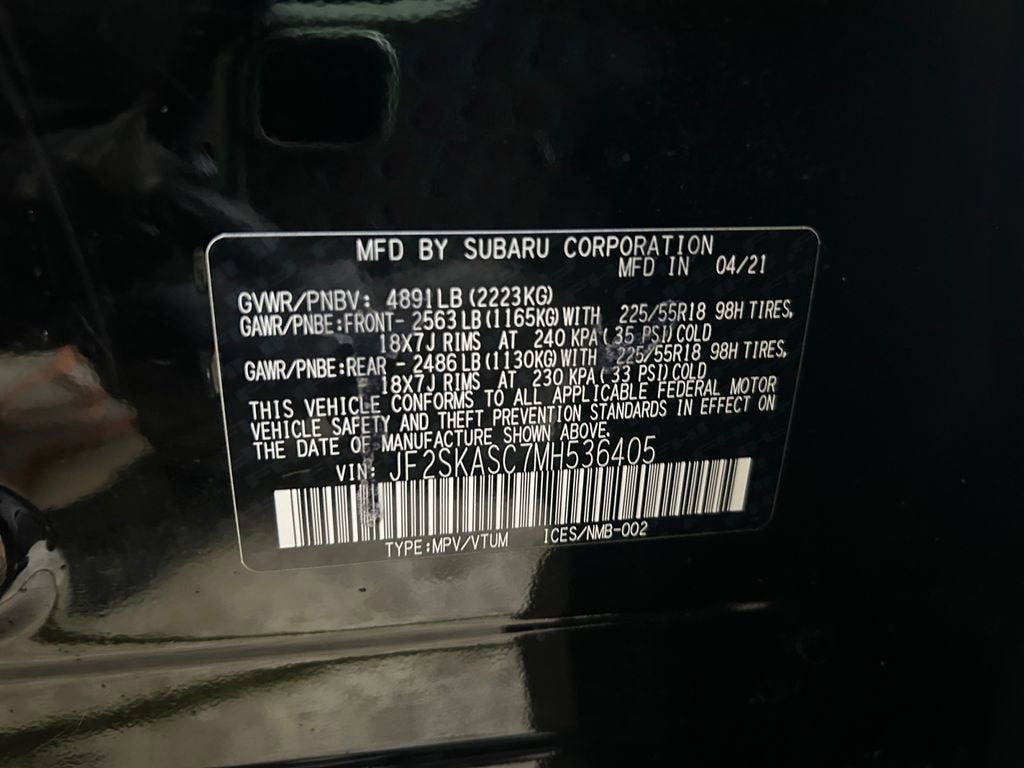 MFD BY SUBARU CORPORATION
MFD IN 04/21
GVWR/PNBV: 4891LB (2223KG)
GAWR/PNBE:FRONT- 2563LB (1165KG) WITH 225/55R18 98H TIRES,
18X7J RIMS AT 240 KPA ( 35 PSI) COLD
GAWR/PNBE:REAR - 2486LB (1130KG) WITH 225/55R18 98H TIRES,
18X7J RIMS AT 230 KPA ( 33 PSI) COLD
THIS VEHICLE CONFORMS TO ALL APPLICABLE FEDERAL MOTOR
VEHICLE SAFETY AND THEFT PREVENTION STANDARDS IN EFFECT ON
THE DATE OF MANUFACTURE SHOWN ABOVE.
VIN: JF2SKASC7MH536405
TYPE:MPV/VTUM ICES/NMB-002